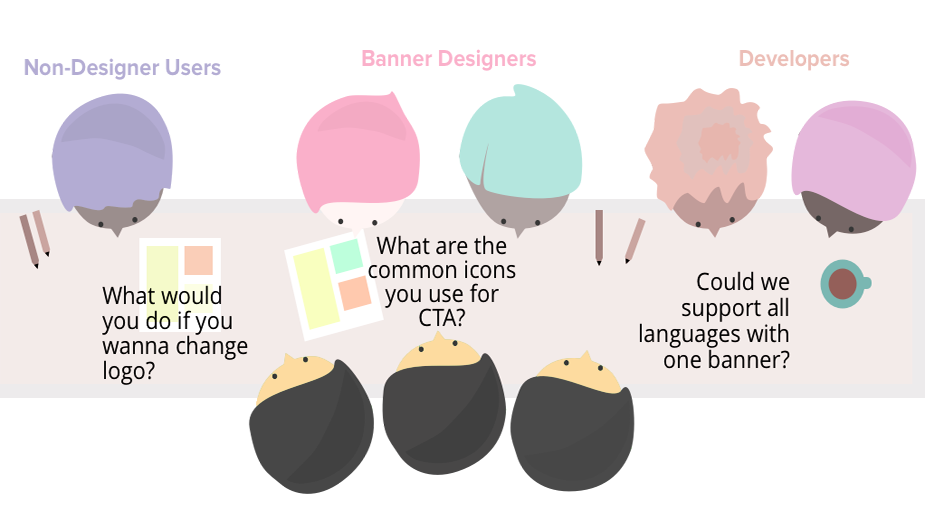 Non-Designer Users
Banner Designers
Developers
What would
you do if you
wanna change
logo?
What are the
common icons
you use for
CTA?
Could we
support all
languages with
one banner?